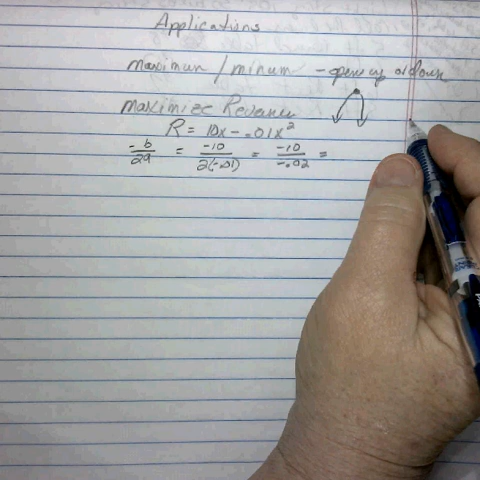 Applications
maximum / minimum - opens up or down
maximize Revenue
R = 10x - .01x²
-b/2a = -10/2(-.01) = -10/-.02 =